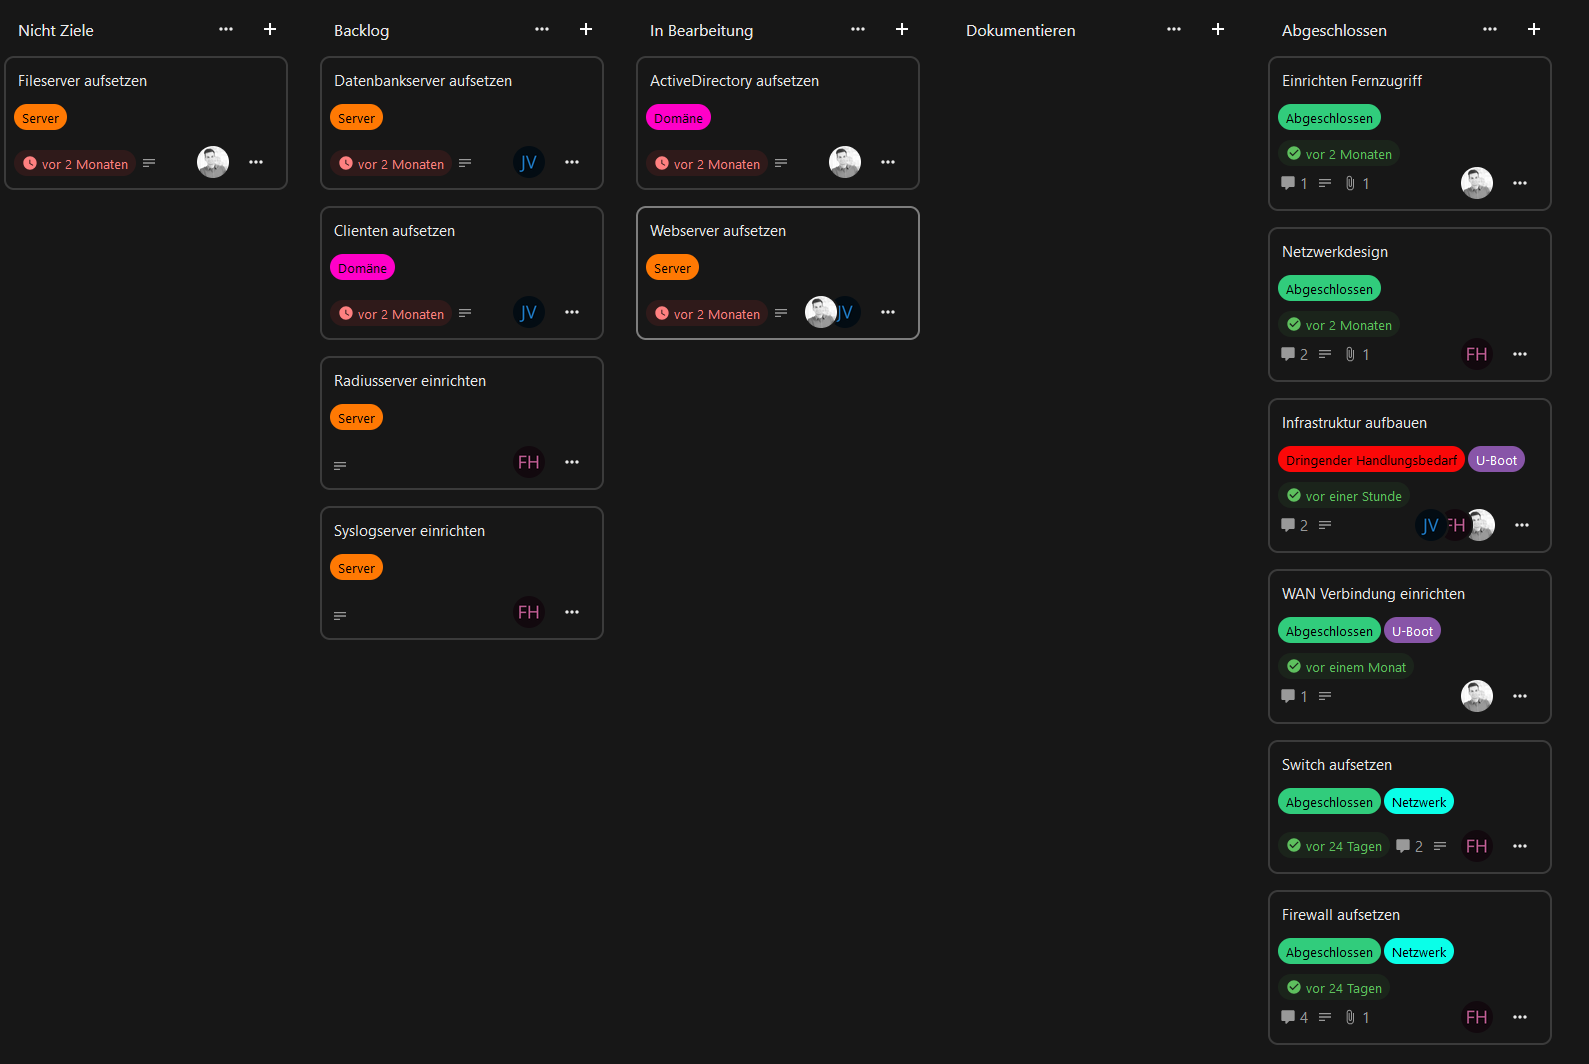 Nicht Ziele
Fileserver aufsetzen
Server
vor 2 Monaten
Backlog
Datenbankserver aufsetzen
Server
vor 2 Monaten
JV
Clienten aufsetzen
Domäne
vor 2 Monaten
JV
Radiusserver einrichten
Server
FH
Syslogserver einrichten
Server
FH
In Bearbeitung
ActiveDirectory aufsetzen
Domäne
vor 2 Monaten
Webserver aufsetzen
Server
vor 2 Monaten
JV
Dokumentieren
Abgeschlossen
Einrichten Fernzugriff
Abgeschlossen
vor 2 Monaten
1 1
Netzwerkdesign
Abgeschlossen
vor 2 Monaten
2 1 FH
Infrastruktur aufbauen
Dringender Handlungsbedarf U-Boot
vor einer Stunde
2 JV FH
WAN Verbindung einrichten
Abgeschlossen U-Boot
vor einem Monat
1
Switch aufsetzen
Abgeschlossen Netzwerk
vor 24 Tagen 2 FH
Firewall aufsetzen
Abgeschlossen Netzwerk
vor 24 Tagen
4 1 FH